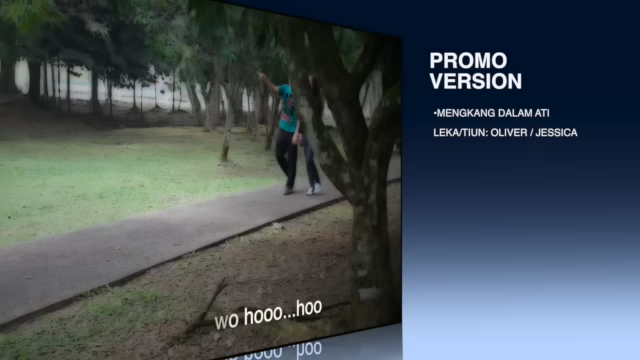 PROMO
VERSION
•MENGKANG DALAM ATI
LEKA/TIUN: OLIVER / JESSICA
wo hooo...hoo